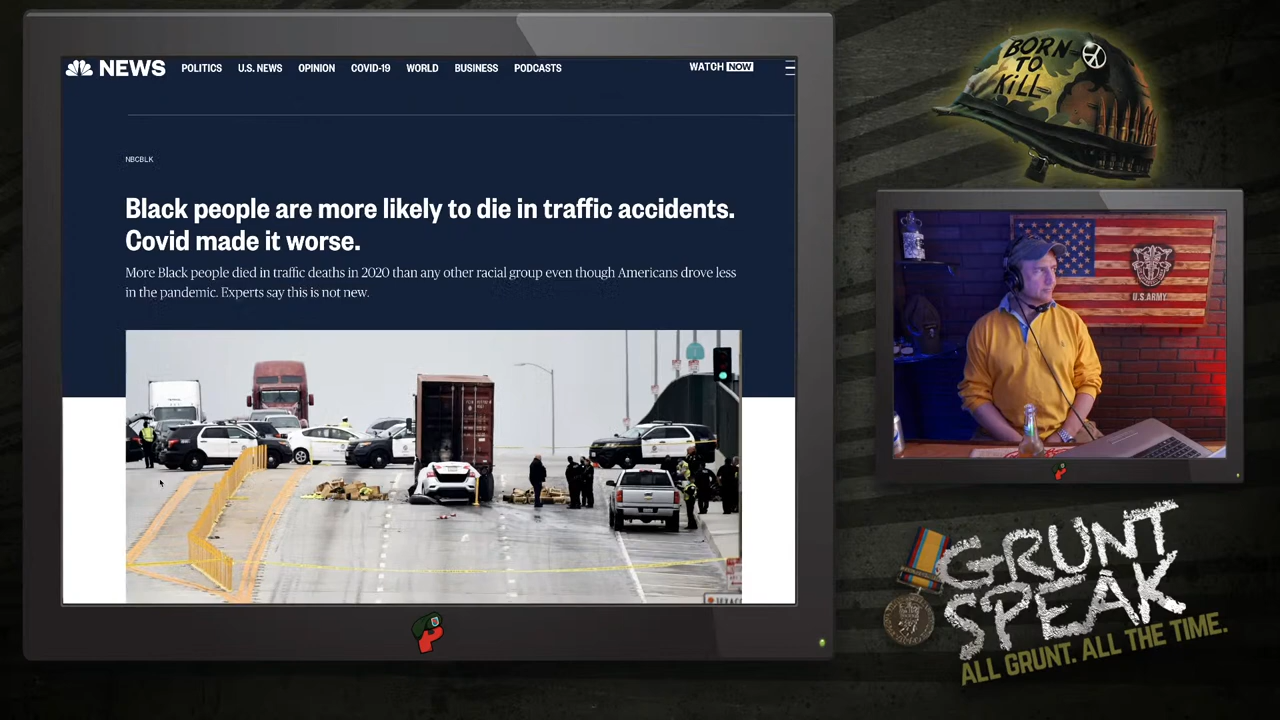 NEWS POLITICS U.S. NEWS OPINION COVID-19 WORLD BUSINESS PODCASTS WATCH NOW
NBCBLK
Black people are more likely to die in traffic accidents.
Covid made it worse.
More Black people died in traffic deaths in 2020 than any other racial group even though Americans drove less
in the pandemic. Experts say this is not new.
BORN
TO
KiLL
U.S. ARMY
GRUNT
SPEAK
ALL GRUNT. ALL THE TIME.